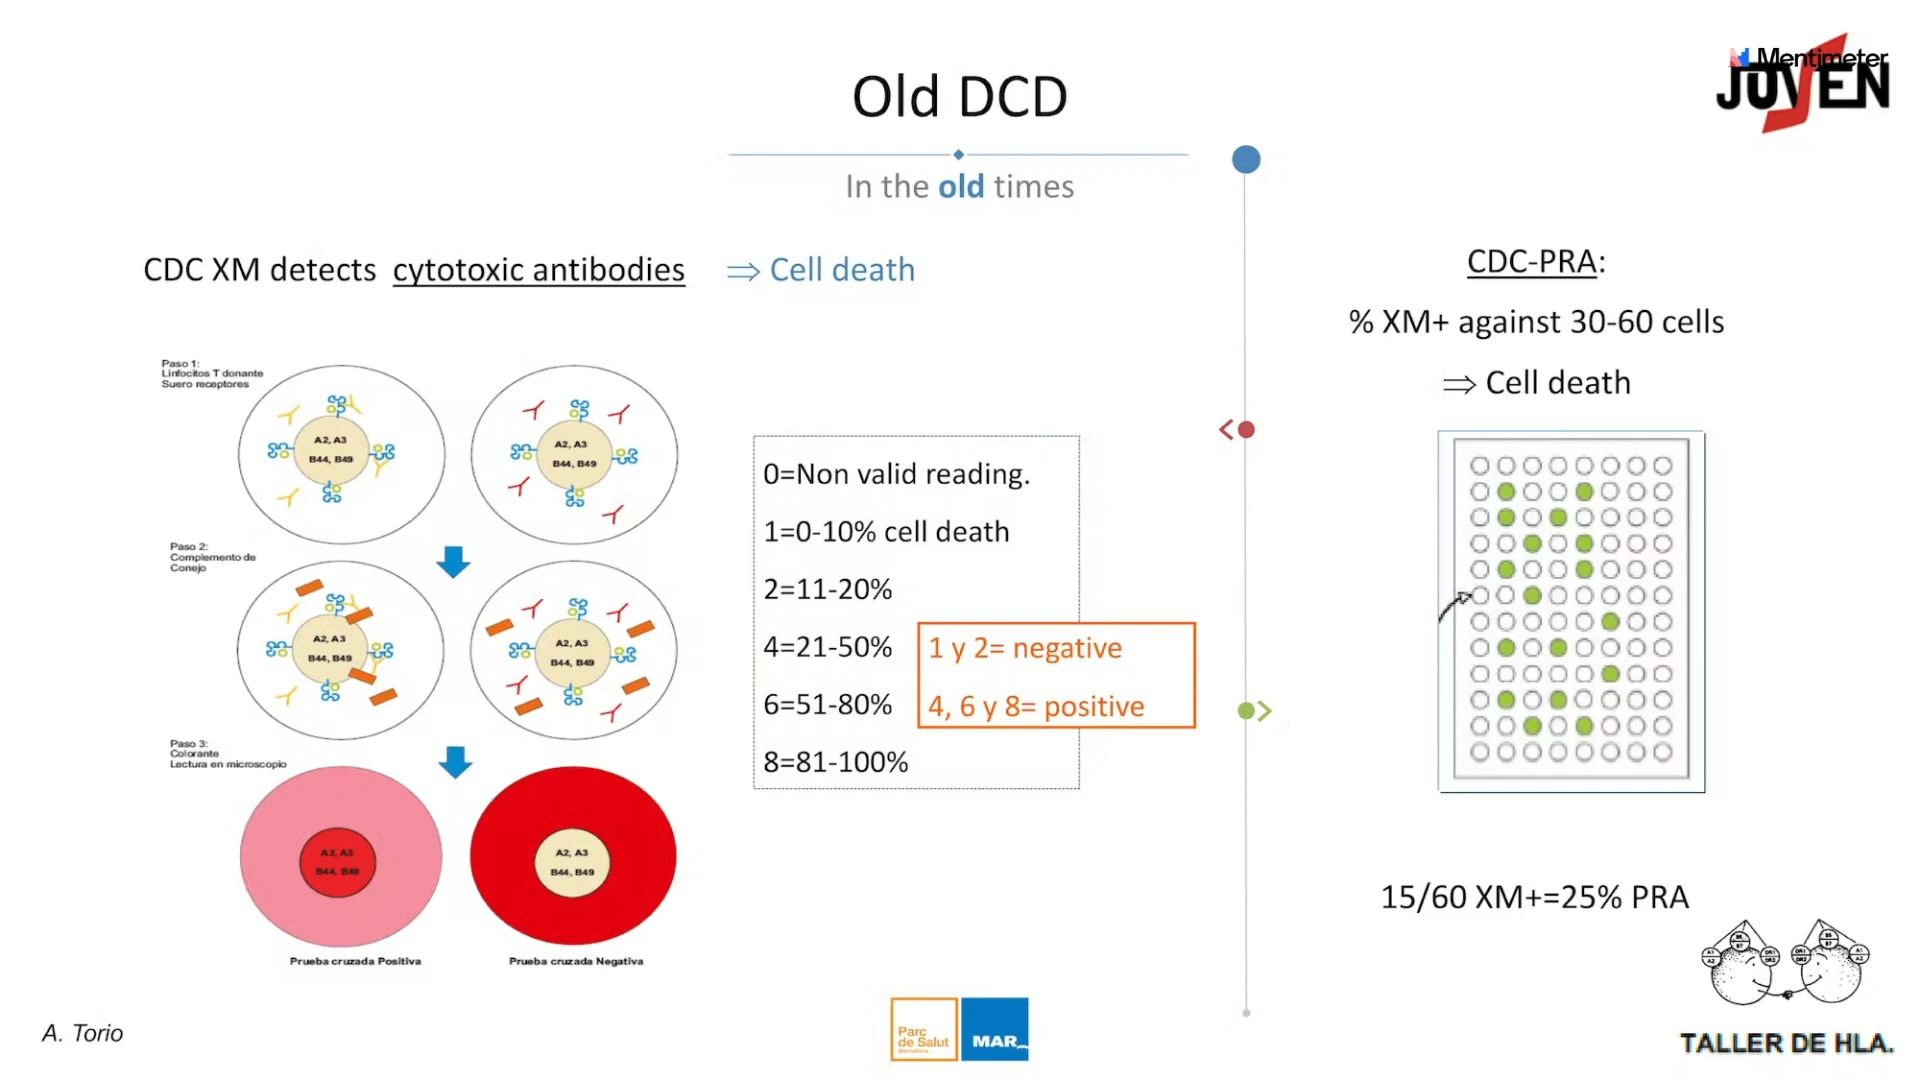 Mentimeter
JOVEN
Old DCD
In the old times
CDC XM detects cytotoxic antibodies ⇒ Cell death
Paso 1:
Linfocitos T donante
Suero receptores
A2, A3
B44, B49
A2, A3
B44, B49
Paso 2:
Complemento de
Conejo
A2, A3
B44, B49
A2, A3
B44, B49
Paso 3:
Colorante
Lectura en microscopio
A2, A3
B44, B49
A2, A3
B44, B49
Prueba cruzada Positiva
Prueba cruzada Negativa
0=Non valid reading.
1=0-10% cell death
2=11-20%
4=21-50%
6=51-80%
8=81-100%
1 y 2= negative
4, 6 y 8= positive
CDC-PRA:
% XM+ against 30-60 cells
⇒ Cell death
15/60 XM+=25% PRA
A. Torio
Parc
de Salut
Barcelona
MAR
TALLER DE HLA.